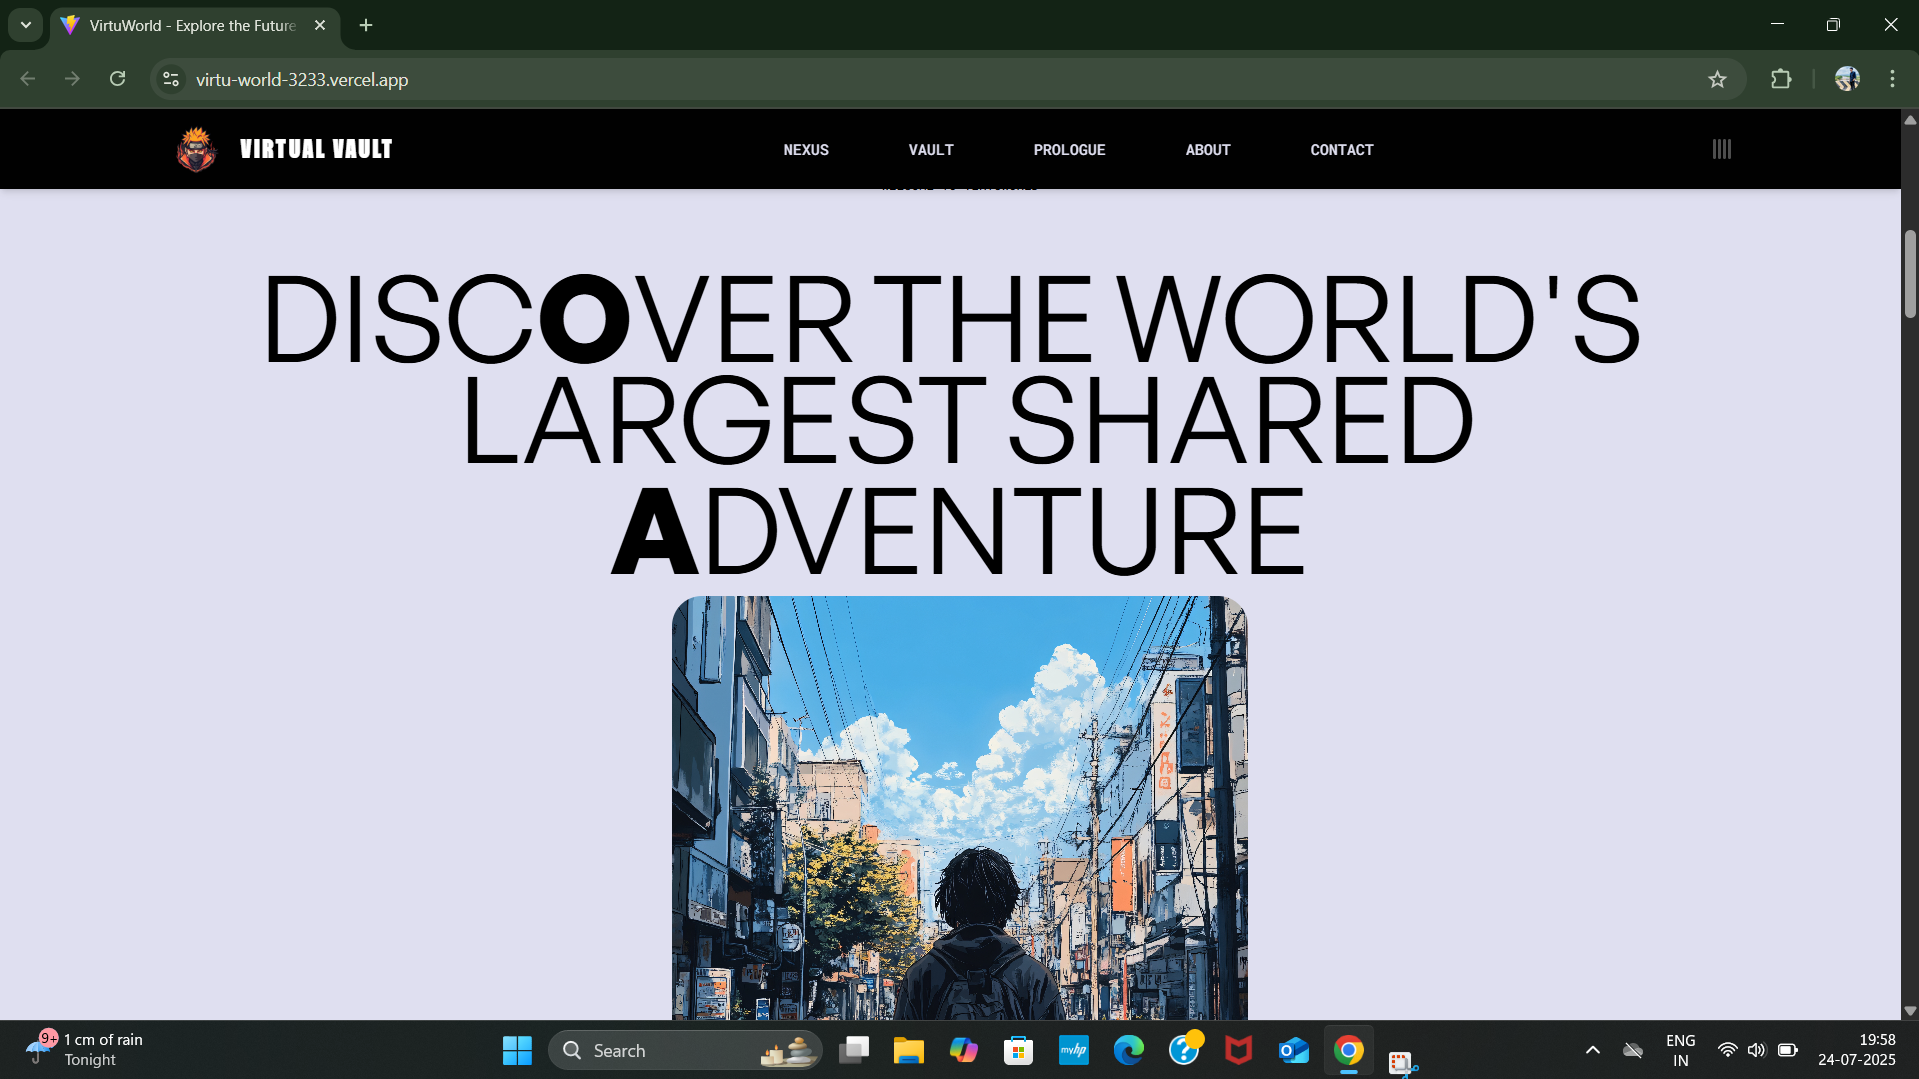 VirtuWorld - Explore the Future
virtu-world-3233.vercel.app
VIRTUAL VAULT
NEXUS
VAULT
PROLOGUE
ABOUT
CONTACT
DISCOVER THE WORLD'S
LARGEST SHARED
ADVENTURE
9+
1 cm of rain
Tonight
Search
myhp
ENG
IN
19:58
24-07-2025